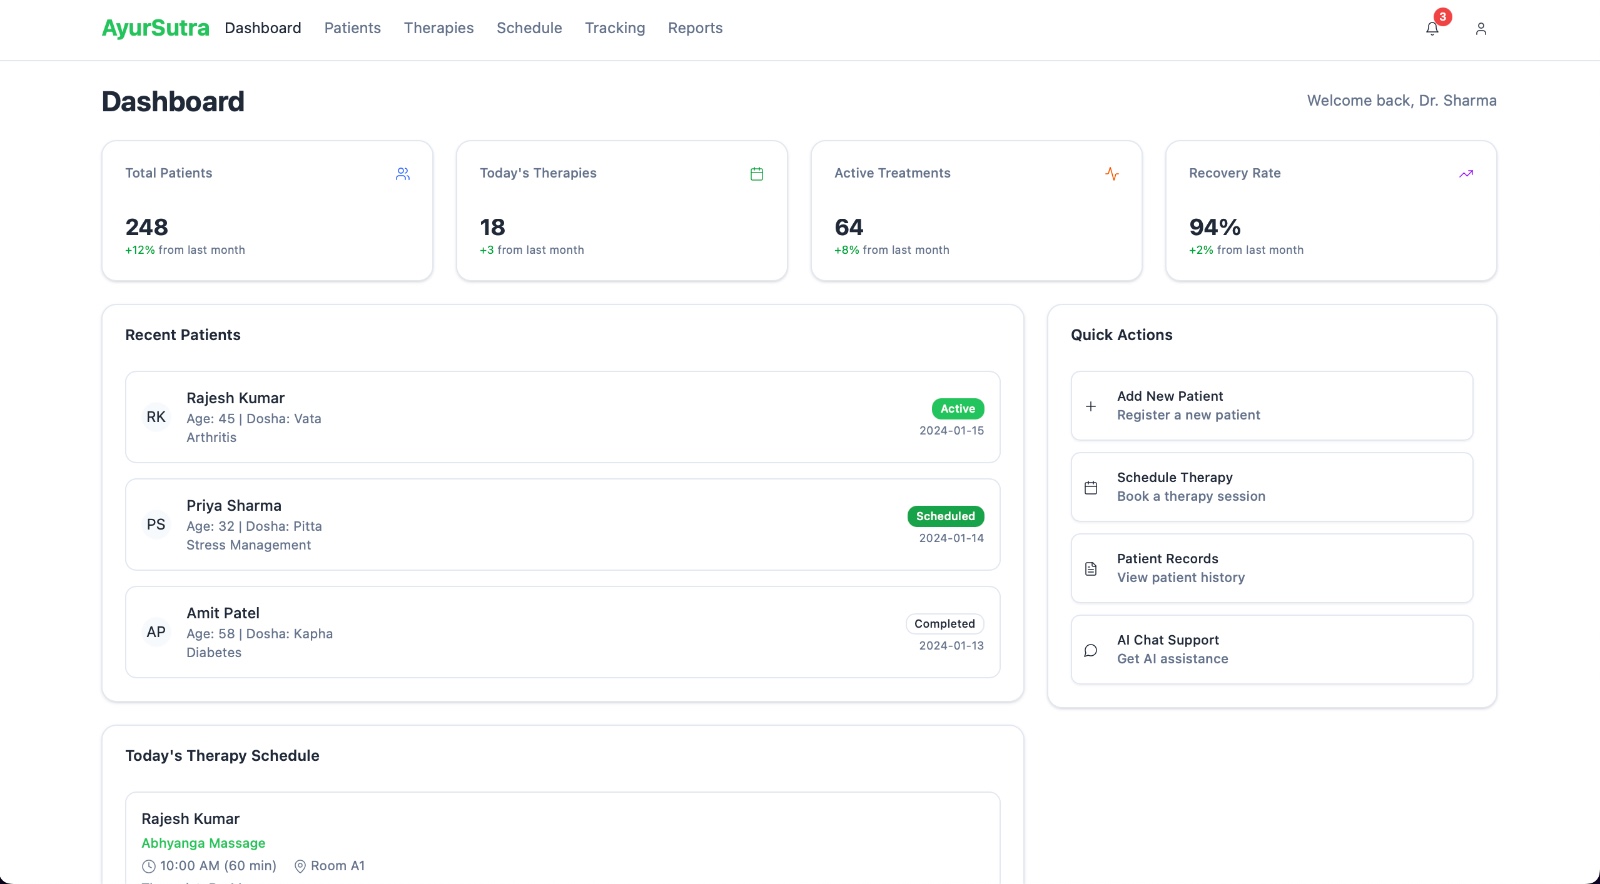 AyurSutra Dashboard Patients Therapies Schedule Tracking Reports 3
Dashboard
Welcome back, Dr. Sharma
Total Patients
248
+12% from last month
Today's Therapies
18
+3 from last month
Active Treatments
64
+8% from last month
Recovery Rate
94%
+2% from last month
Recent Patients
RK
Rajesh Kumar
Age: 45 | Dosha: Vata
Arthritis
Active
2024-01-15
PS
Priya Sharma
Age: 32 | Dosha: Pitta
Stress Management
Scheduled
2024-01-14
AP
Amit Patel
Age: 58 | Dosha: Kapha
Diabetes
Completed
2024-01-13
Quick Actions
Add New Patient
Register a new patient
Schedule Therapy
Book a therapy session
Patient Records
View patient history
AI Chat Support
Get AI assistance
Today's Therapy Schedule
Rajesh Kumar
Abhyanga Massage
10:00 AM (60 min) Room A1